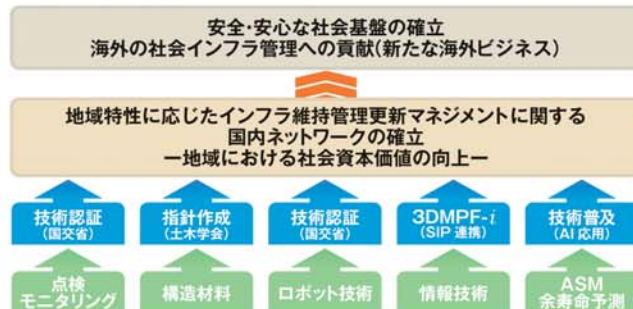 安全・安心な社会基盤の確立
海外の社会インフラ管理への貢献(新たな海外ビジネス)
地域特性に応じたインフラ維持管理更新マネジメントに関する
国内ネットワークの確立
ー地域における社会資本価値の向上ー
技術認証
(国交省)
指針作成
(土木学会)
技術認証
(国交省)
3DMPF-i
(SIP 連携)
技術普及
(AI 応用)
点検
モニタリング
構造材料
ロボット技術
情報技術
ASM
余寿命予測